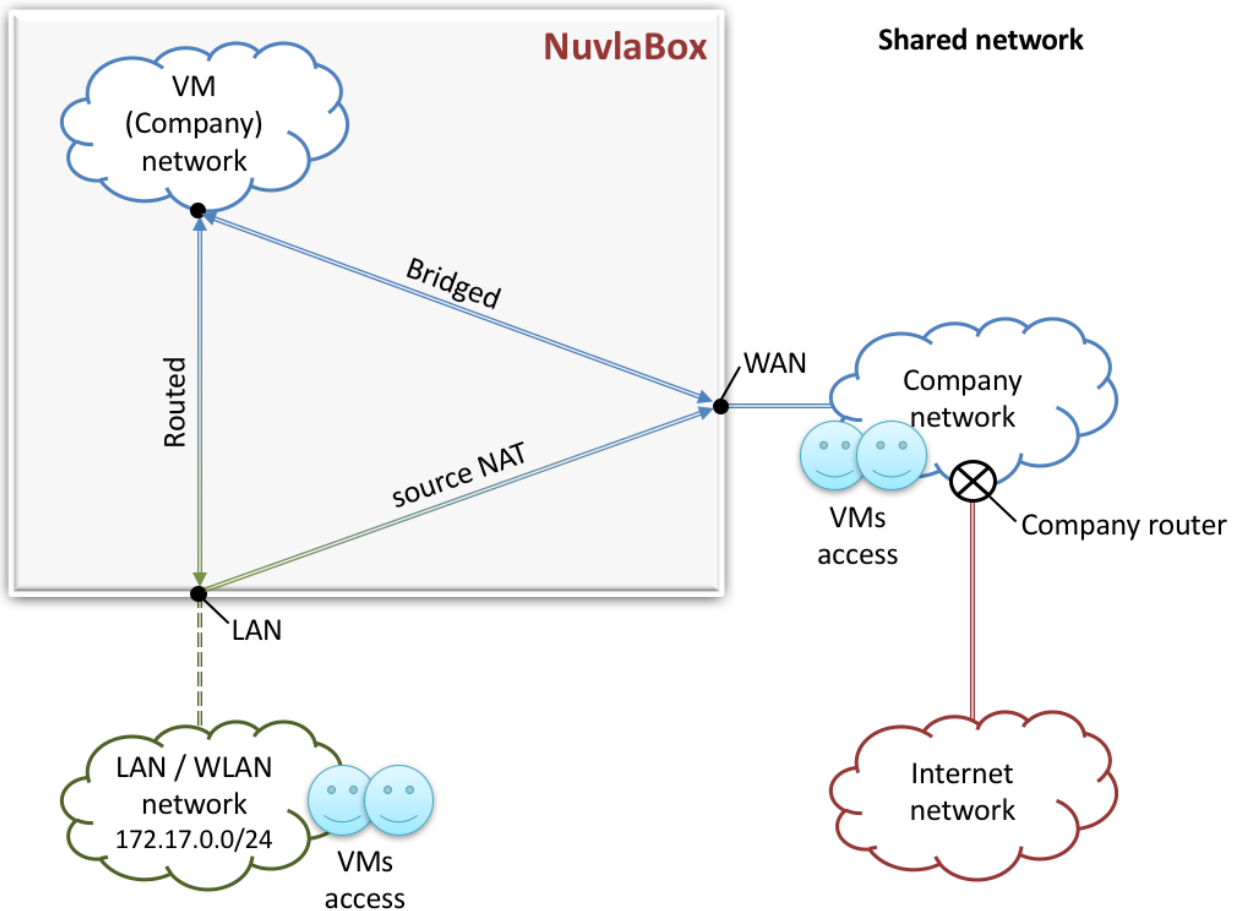 NuvlaBox
Shared network
VM
(Company)
network
Bridged
Routed
source NAT
WAN
Company
network
VMs
access
Company router
LAN
LAN / WLAN
network
172.17.0.0/24
VMs
access
Internet
network